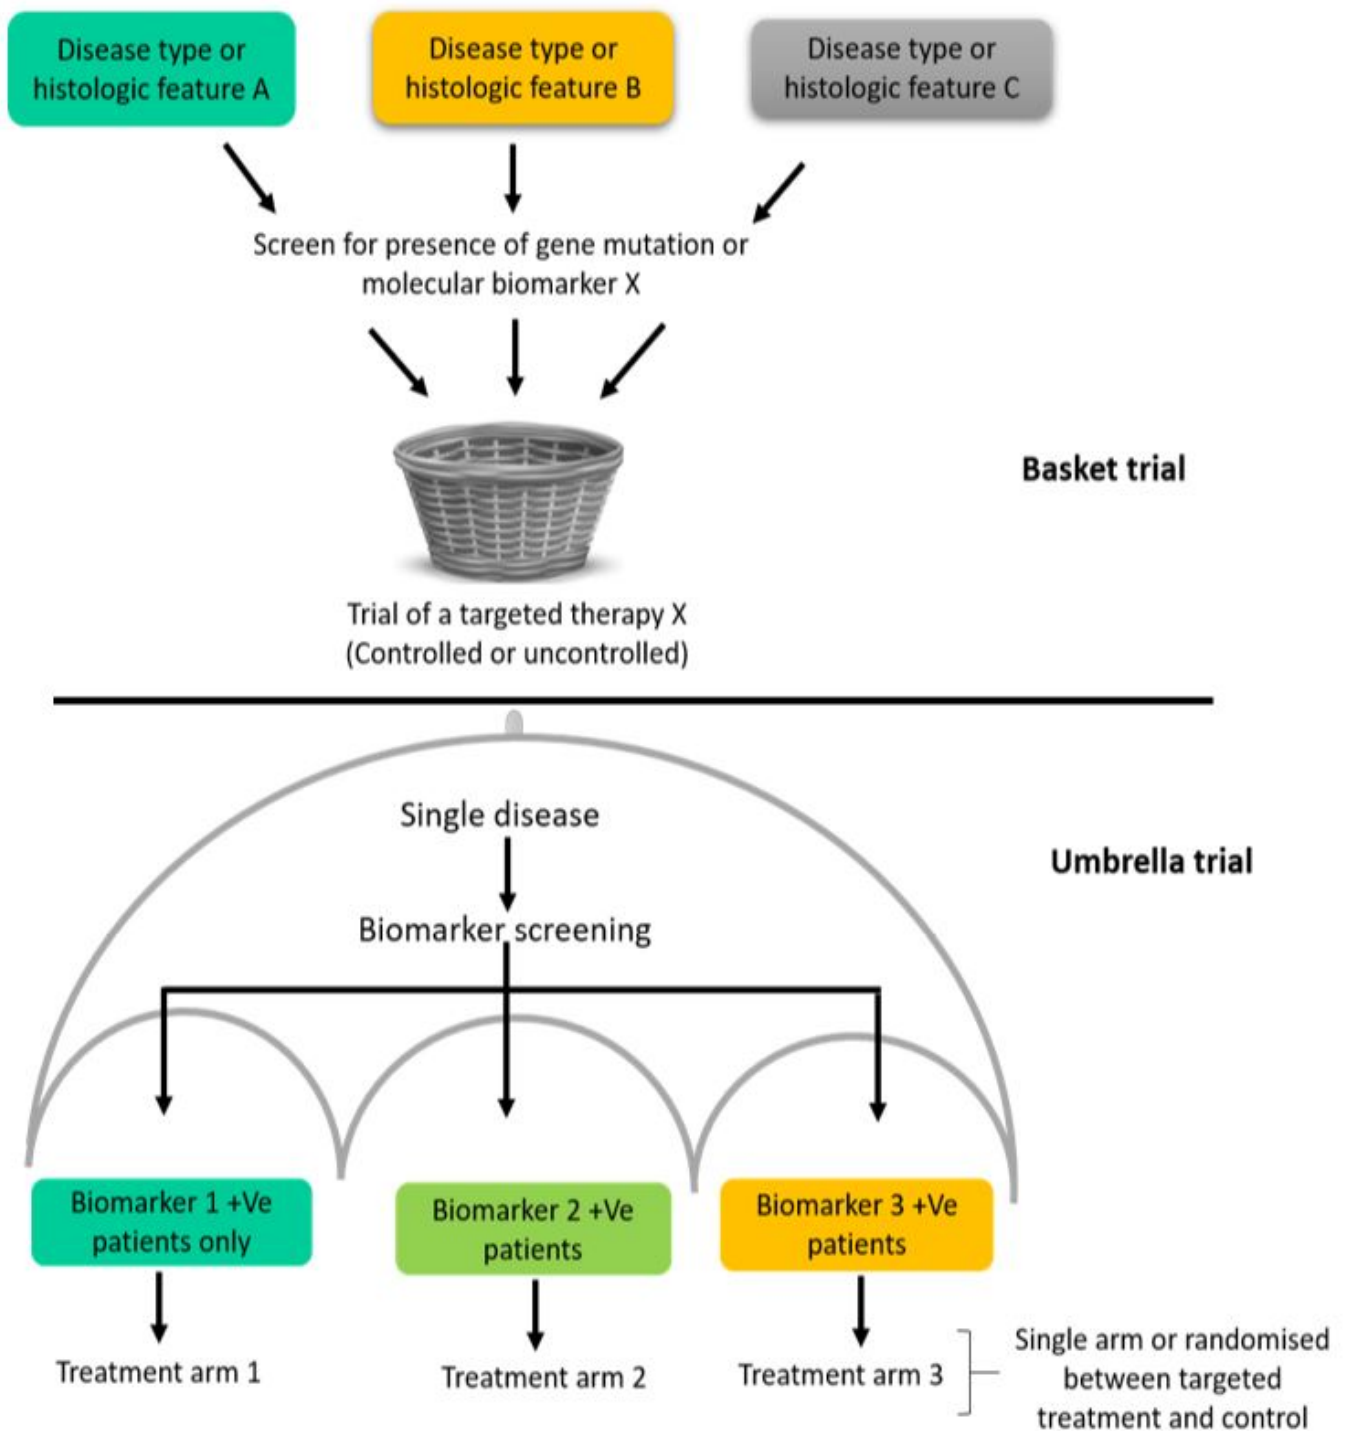 Disease type or
histologic feature A
Disease type or
histologic feature B
Disease type or
histologic feature C
Screen for presence of gene mutation or
molecular biomarker X
Basket trial
Trial of a targeted therapy X
(Controlled or uncontrolled)
Single disease
Umbrella trial
Biomarker screening
Biomarker 1 +Ve
patients only
Biomarker 2 +Ve
patients
Biomarker 3 +Ve
patients
Treatment arm 1
Treatment arm 2
Treatment arm 3
Single arm or randomised
between targeted
treatment and control